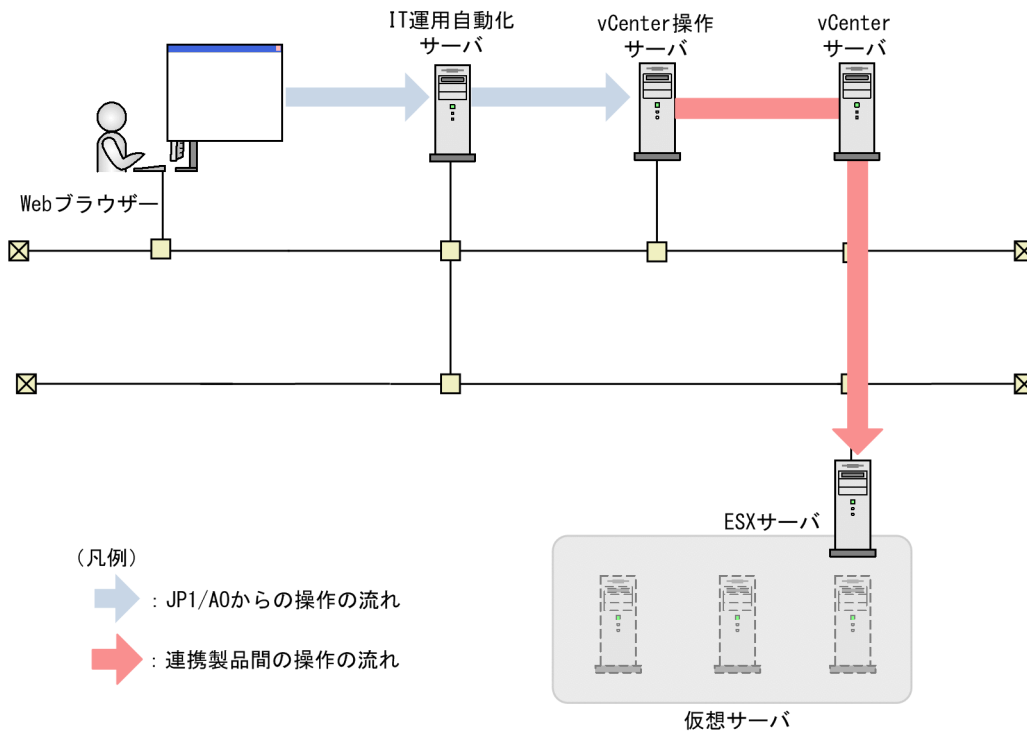 IT運用自動化
サーバ
vCenter操作
サーバ
vCenter
サーバ
Webブラウザー
ESXサーバ
(凡例)
：JP1/AOからの操作の流れ
：連携製品間の操作の流れ
仮想サーバ